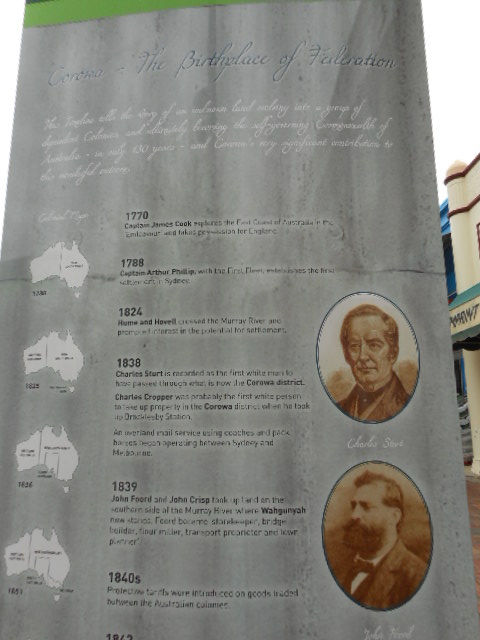 Corowa - The Birthplace of Federation
This Timeline tells the story of an unknown land evolving into a group of
dependent Colonies and ultimately becoming the self-governing Commonwealth of
Australia - in only 130 years - and Corowa's very significant contribution to
this
Colonial Maps
1770
Captain James Cook explores the East Coast of Australia in the
'Endeavour' and takes possession for England.
1788
Captain Arthur Phillip, with the First Fleet, establishes the first
settlement in Sydney.
1788
1824
Hume and Hovell crossed the Murray River and
prompted interest in the potential for settlement.
1825
1838
Charles Sturt is recorded as the first white man to
have passed through what is now the Corowa district.
Charles Cropper was probably the first white person
to take up property in the Corowa district when he took
up Brocklesby Station.
An overland mail service using coaches and pack
horses began operating between Sydney and
Melbourne.
Charles Sturt
1836
1839
John Foord and John Crisp took up land on the
southern side of the Murray River where Wahgunyah
now stands. Foord became storekeeper, bridge
builder, flour miller, transport proprietor and 'town
planner'.
1851
1840s
Protective tariffs were introduced on goods traded
between the Australian colonies.
John Foord
1842